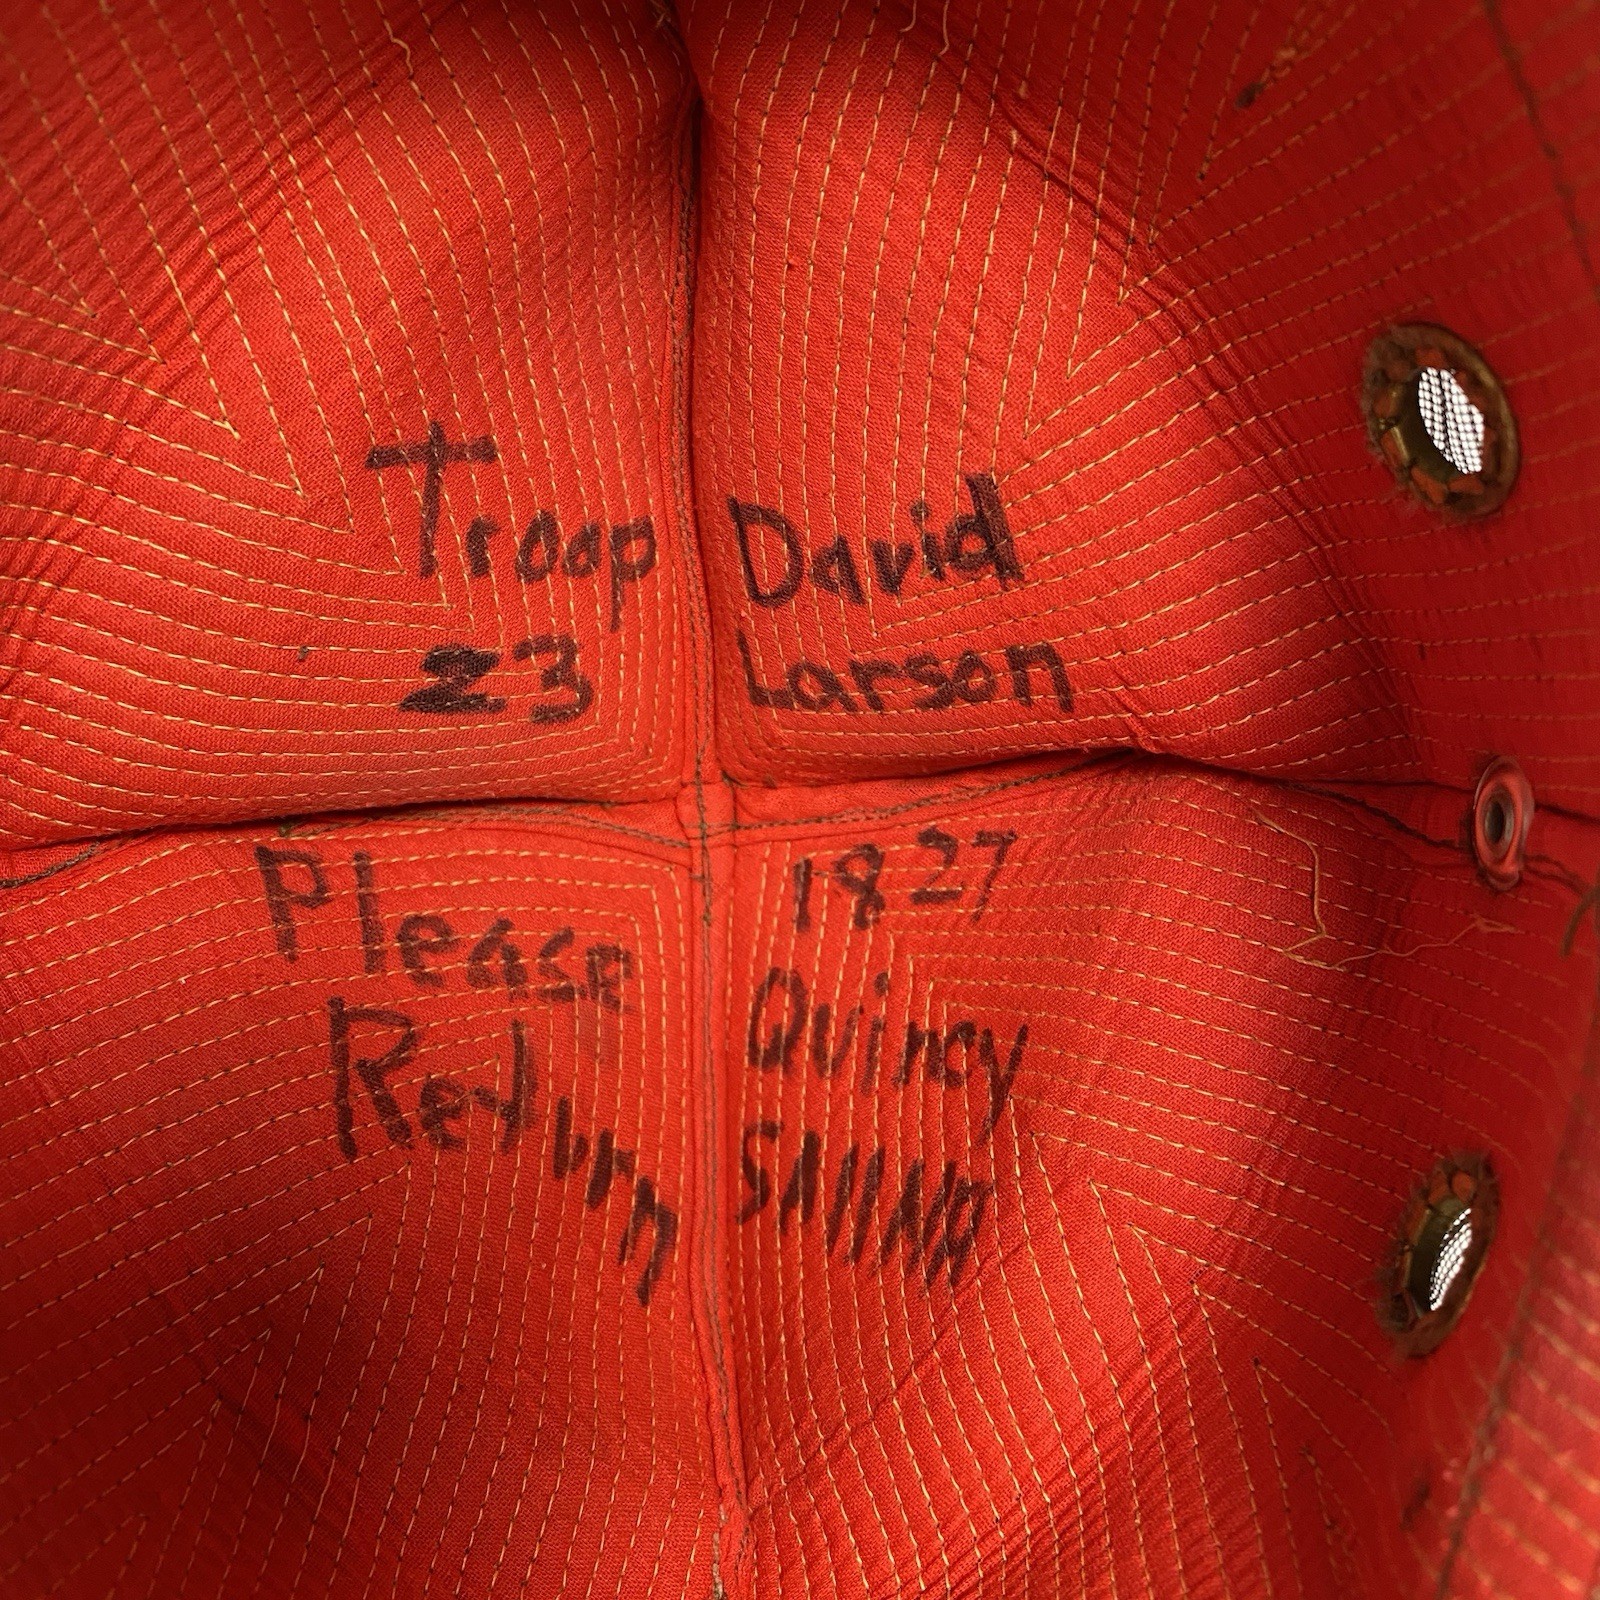 Troop
23
David
Larson
Please
Return
1827
Quincy